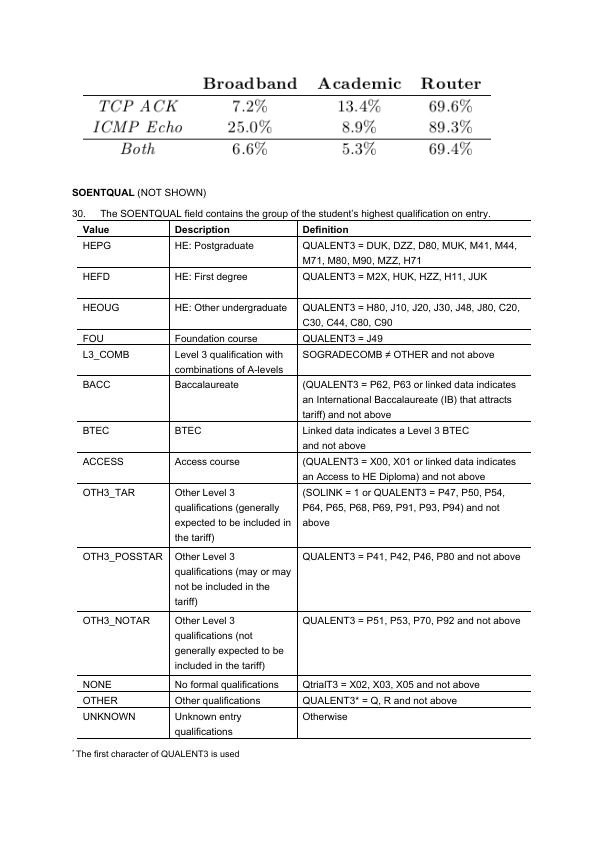 Broadband Academic Router
TCP ACK 7.2% 13.4% 69.6%
ICMP Echo 25.0% 8.9% 89.3%
Both 6.6% 5.3% 69.4%
SOENTQUAL (NOT SHOWN)
30. The SOENTQUAL field contains the group of the student's highest qualification on entry.
Value Description Definition
HEPG HE: Postgraduate QUALENT3 = DUK, DZZ, D80, MUK, M41, M44,
M71, M80, M90, MZZ, H71
HEFD HE: First degree QUALENT3 = M2X, HUK, HZZ, H11, JUK
HEOUG HE: Other undergraduate QUALENT3 = H80, J10, J20, J30, J48, J80, C20,
C30, C44, C80, C90
FOU Foundation course QUALENT3 = J49
L3_COMB Level 3 qualification with SOGRADECOMB ≠ OTHER and not above
combinations of A-levels
BACC Baccalaureate (QUALENT3 = P62, P63 or linked data indicates
an International Baccalaureate (IB) that attracts
tariff) and not above
BTEC BTEC Linked data indicates a Level 3 BTEC
and not above
ACCESS Access course (QUALENT3 = X00, X01 or linked data indicates
an Access to HE Diploma) and not above
OTH3_TAR Other Level 3 (SOLINK = 1 or QUALENT3 = P47, P50, P54,
qualifications (generally P64, P65, P68, P69, P91, P93, P94) and not
expected to be included in above
the tariff)
OTH3_POSSTAR Other Level 3 QUALENT3 = P41, P42, P46, P80 and not above
qualifications (may or may
not be included in the
tariff)
OTH3_NOTAR Other Level 3 QUALENT3 = P51, P53, P70, P92 and not above
qualifications (not
generally expected to be
included in the tariff)
NONE No formal qualifications QtrialT3 = X02, X03, X05 and not above
OTHER Other qualifications QUALENT3* = Q, R and not above
UNKNOWN Unknown entry Otherwise
qualifications
* The first character of QUALENT3 is used